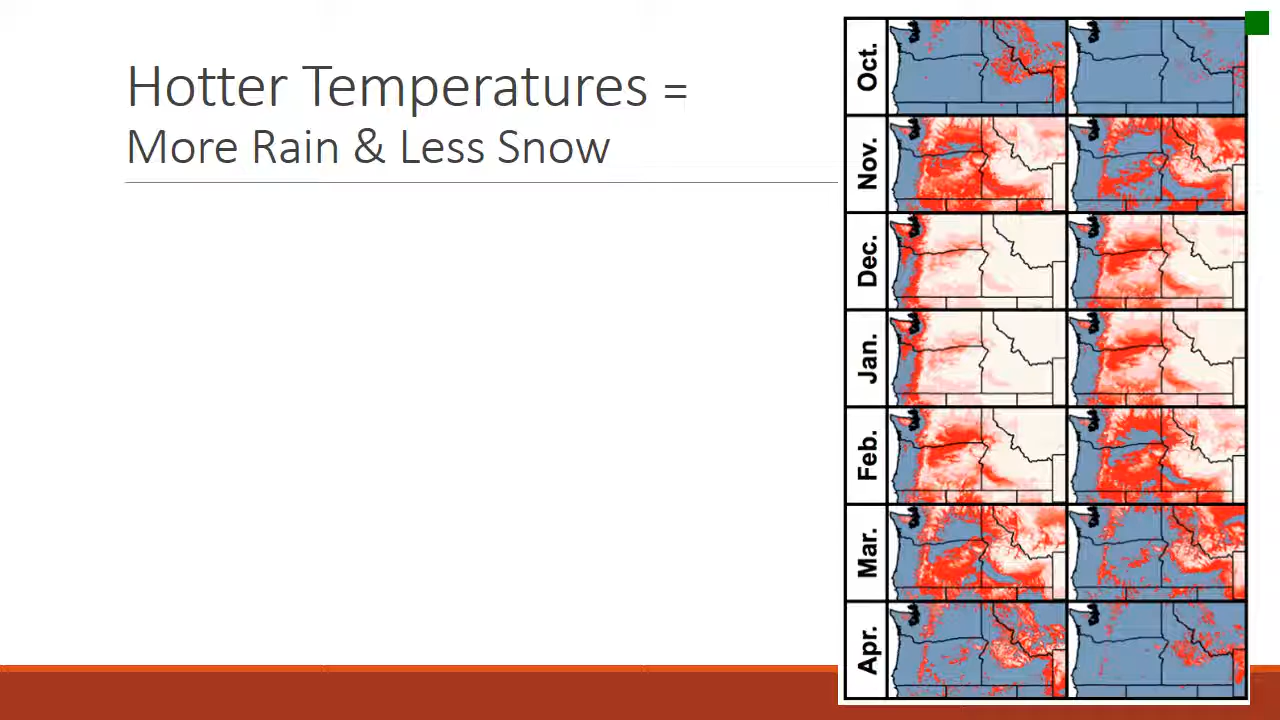 Hotter Temperatures =
More Rain & Less Snow
Oct.
Nov.
Dec.
Jan.
Feb.
Mar.
Apr.